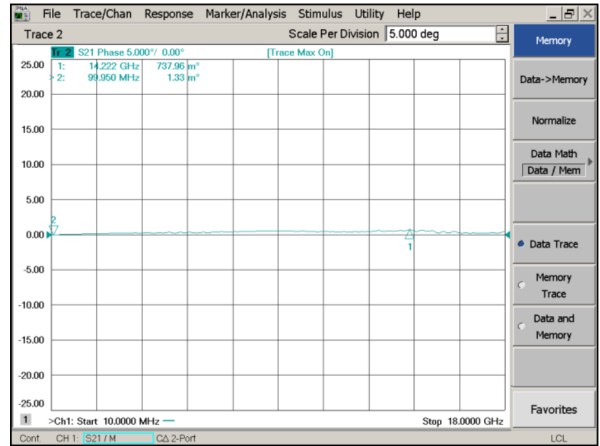 File Trace/Chan Response Marker/Analysis Stimulus Utility Help
Trace 2 Scale Per Division 5.000 deg
Memory
Tr 2 S21 Phase 5.000°/ 0.00° [Trace Max On]
1: 14.222 GHz 737.96 m°
> 2: 99.950 MHz 1.33 m°
25.00
20.00
15.00
10.00
5.00
0.00
-5.00
-10.00
-15.00
-20.00
-25.00
2
1
Data->Memory
Normalize
Data Math
Data / Mem
Data Trace
Memory
Trace
Data and
Memory
Favorites
1 >Ch1: Start 10.0000 MHz Stop 18.0000 GHz
Cont CH 1: S21 / M C∆ 2-Port LCL